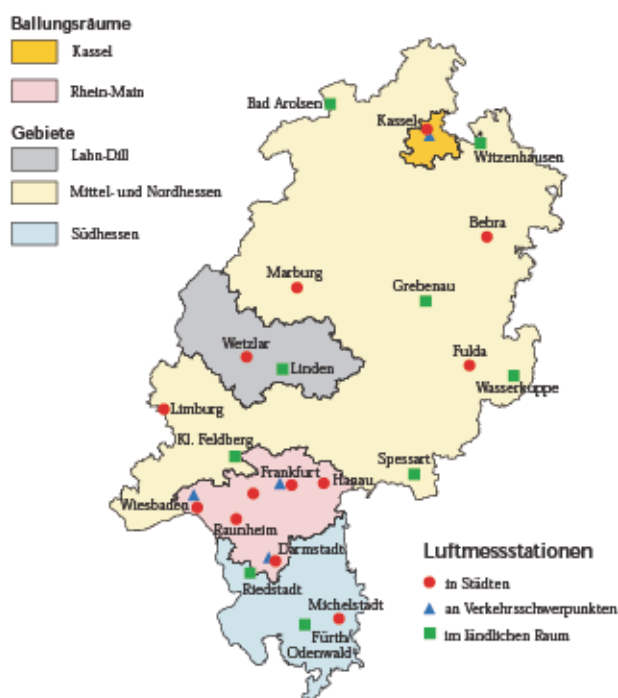 Ballungsräume
Kassel
Rhein-Main
Gebiete
Lahn-Dill
Mittel- und Nordhessen
Südhessen
Bad Arolsen
Kassel
Witzenhausen
Bebra
Marburg
Grebenau
Wetzlar
Linden
Fulda
Wasserkuppe
Limburg
Kl. Feldberg
Spessart
Frankfurt
Hanau
Wiesbaden
Raunheim
Darmstadt
Riedstadt
Michelstadt
Fürth/
Odenwald
Luftmessstationen
in Städten
an Verkehrsschwerpunkten
im ländlichen Raum